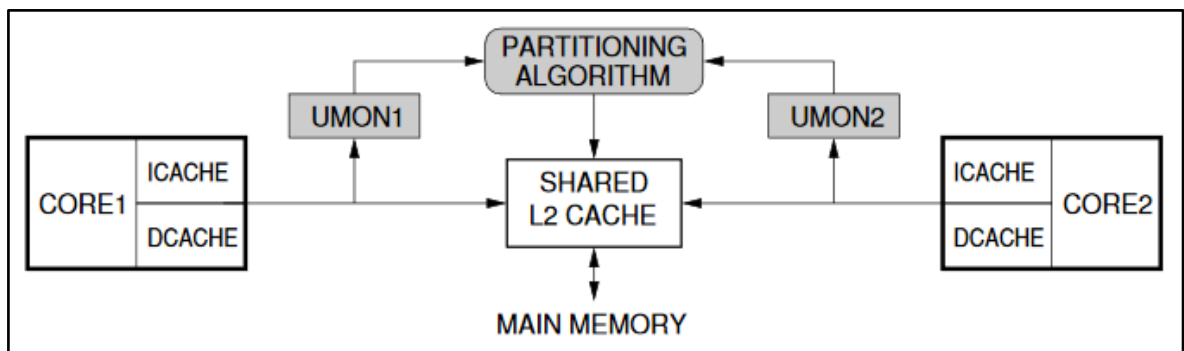 PARTITIONING
ALGORITHM
UMON1
UMON2
CORE1
ICACHE
DCACHE
SHARED
L2 CACHE
ICACHE
DCACHE
CORE2
MAIN MEMORY